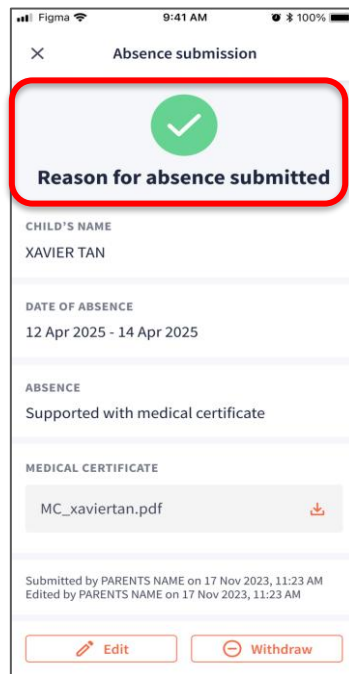 Figma 9:41 AM 100%
Absence submission
Reason for absence submitted
CHILD'S NAME
XAVIER TAN
DATE OF ABSENCE
12 Apr 2025 - 14 Apr 2025
ABSENCE
Supported with medical certificate
MEDICAL CERTIFICATE
MC_xaviertan.pdf
Submitted by PARENTS NAME on 17 Nov 2023, 11:23 AM
Edited by PARENTS NAME on 17 Nov 2023, 11:23 AM
Edit Withdraw